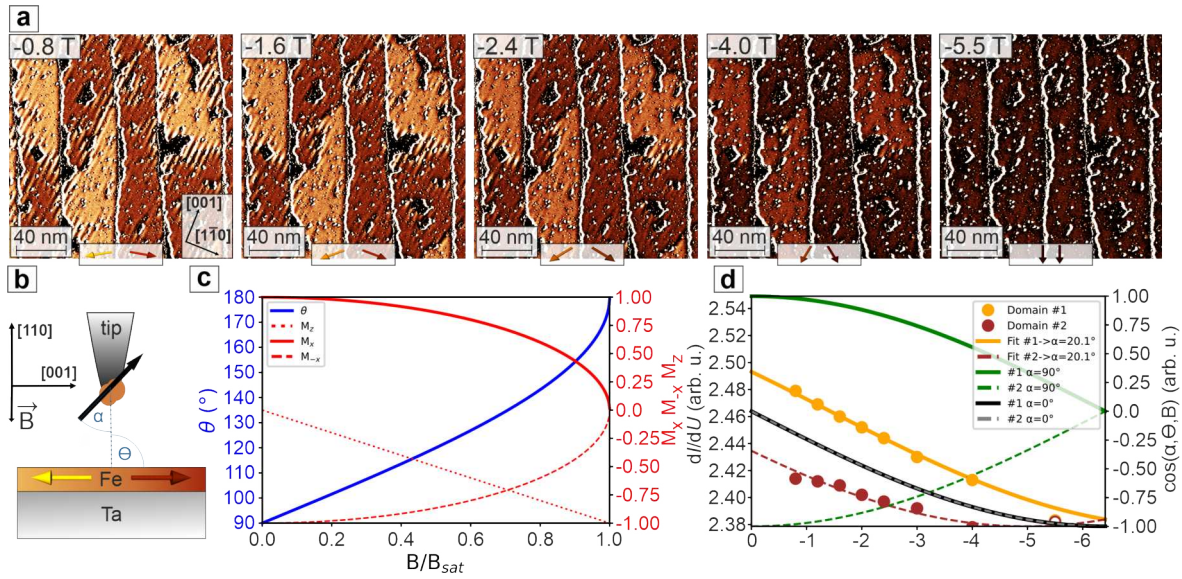 a
-0.8 T
-1.6 T
-2.4 T
-4.0 T
-5.5 T
[001]
[11̅0]
40 nm
40 nm
40 nm
40 nm
40 nm
b
[110]
tip
[001]
B
α
Θ
Fe
Ta
c
180
170
160
150
140
130
120
110
100
90
θ (°)
θ
M_z
M_x
M_-x
1.00
0.75
0.50
0.25
0.0
-0.25
-0.50
-0.75
-1.00
M_x M_-x M_z
0.0
0.2
0.4
0.6
0.8
1.0
B/B_sat
d
2.54
2.52
2.50
2.48
2.46
2.44
2.42
2.40
2.38
dI/dU (arb. u.)
Domain #1
Domain #2
Fit #1->α=20.1°
Fit #2->α=20.1°
#1 α=90°
#2 α=90°
#1 α=0°
#2 α=0°
1.00
0.75
0.50
0.25
0.0
-0.25
-0.50
-0.75
-1.00
cos(α,Θ,B) (arb. u.)
0
-1
-2
-3
-4
-5
-6